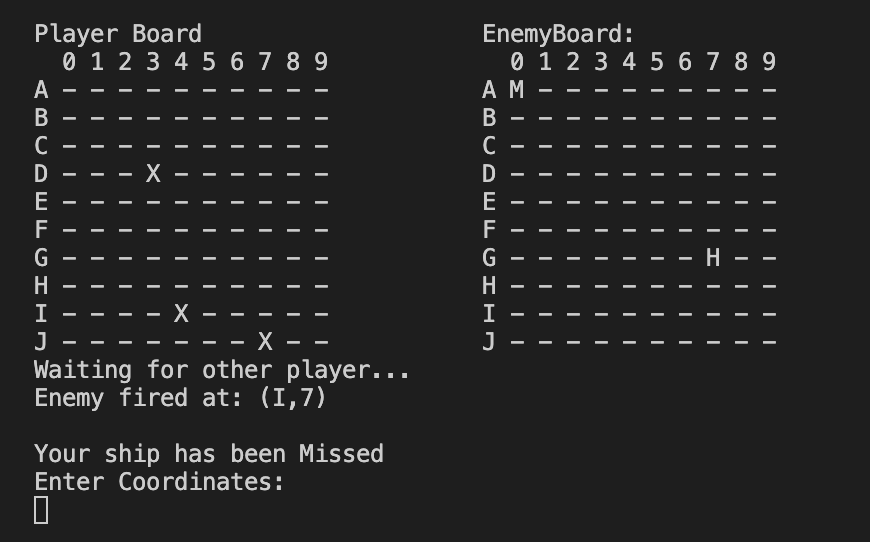 Player Board                    EnemyBoard:
  0 1 2 3 4 5 6 7 8 9             0 1 2 3 4 5 6 7 8 9
A - - - - - - - - - -           A M - - - - - - - - -
B - - - - - - - - - -           B - - - - - - - - - -
C - - - - - - - - - -           C - - - - - - - - - -
D - - - X - - - - - -           D - - - - - - - - - -
E - - - - - - - - - -           E - - - - - - - - - -
F - - - - - - - - - -           F - - - - - - - - - -
G - - - - - - - - - -           G - - - - - - - H - -
H - - - - - - - - - -           H - - - - - - - - - -
I - - - - X - - - - -           I - - - - - - - - - -
J - - - - - - - X - -           J - - - - - - - - - -
Waiting for other player...
Enemy fired at: (I,7)
Your ship has been Missed
Enter Coordinates: